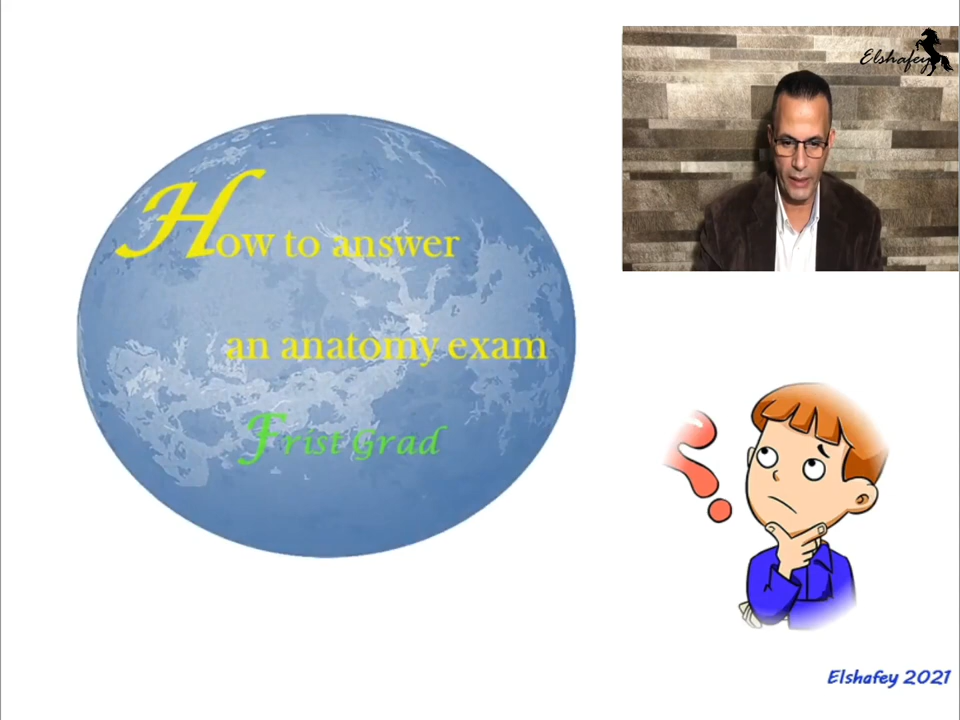 Elshafey
How to answer
an anatomy exam
Frist Grad
Elshafey 2021